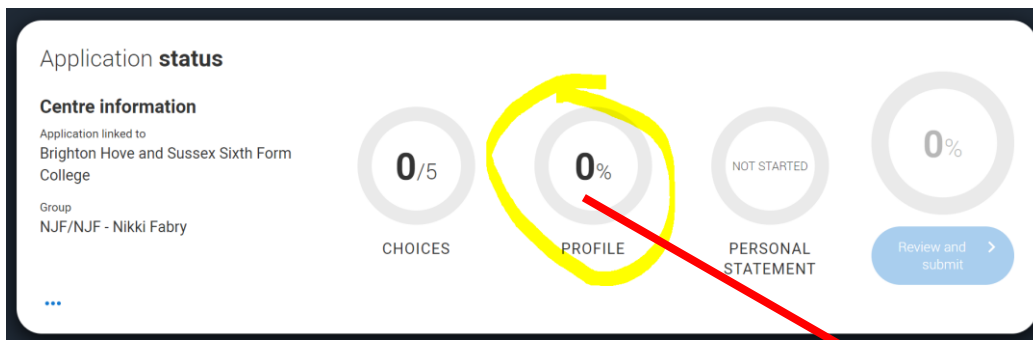 Application status
Centre information
Application linked to
Brighton Hove and Sussex Sixth Form
College
Group
NJF/NJF - Nikki Fabry
0/5
CHOICES
0%
PROFILE
NOT STARTED
PERSONAL
STATEMENT
0%
Review and
submit